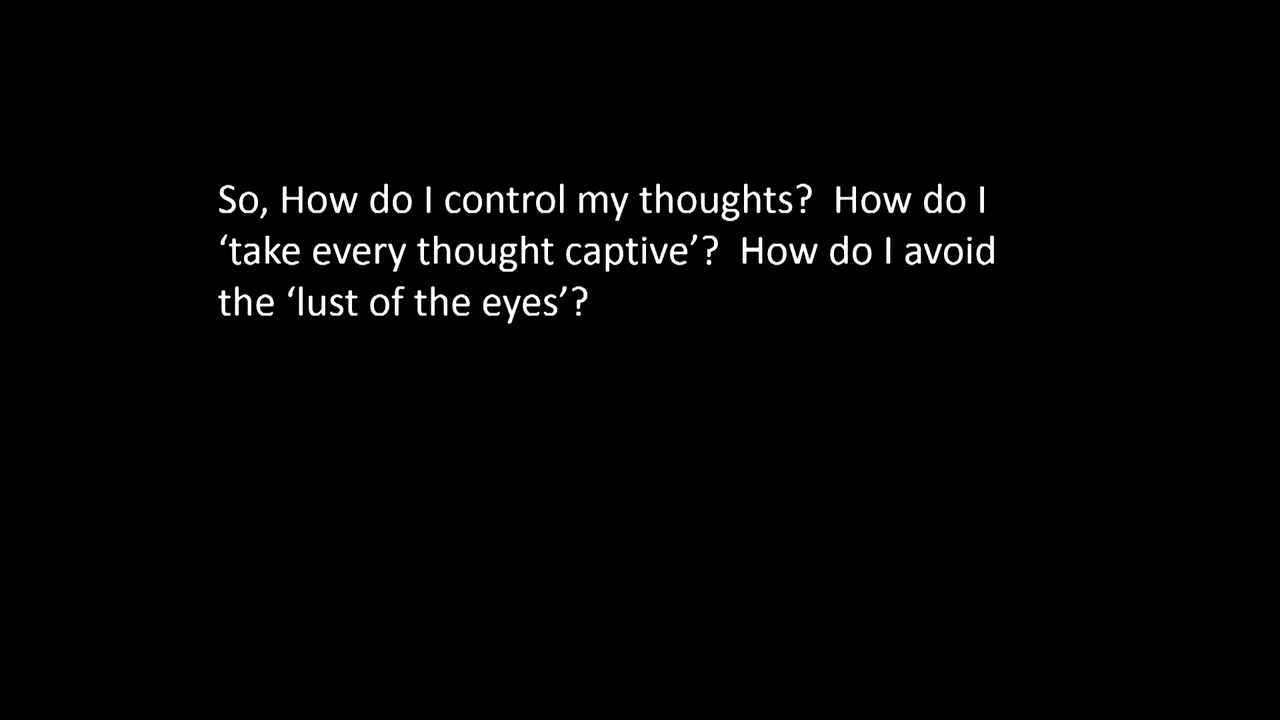 So, How do I control my thoughts?  How do I
‘take every thought captive’?  How do I avoid
the ‘lust of the eyes’?